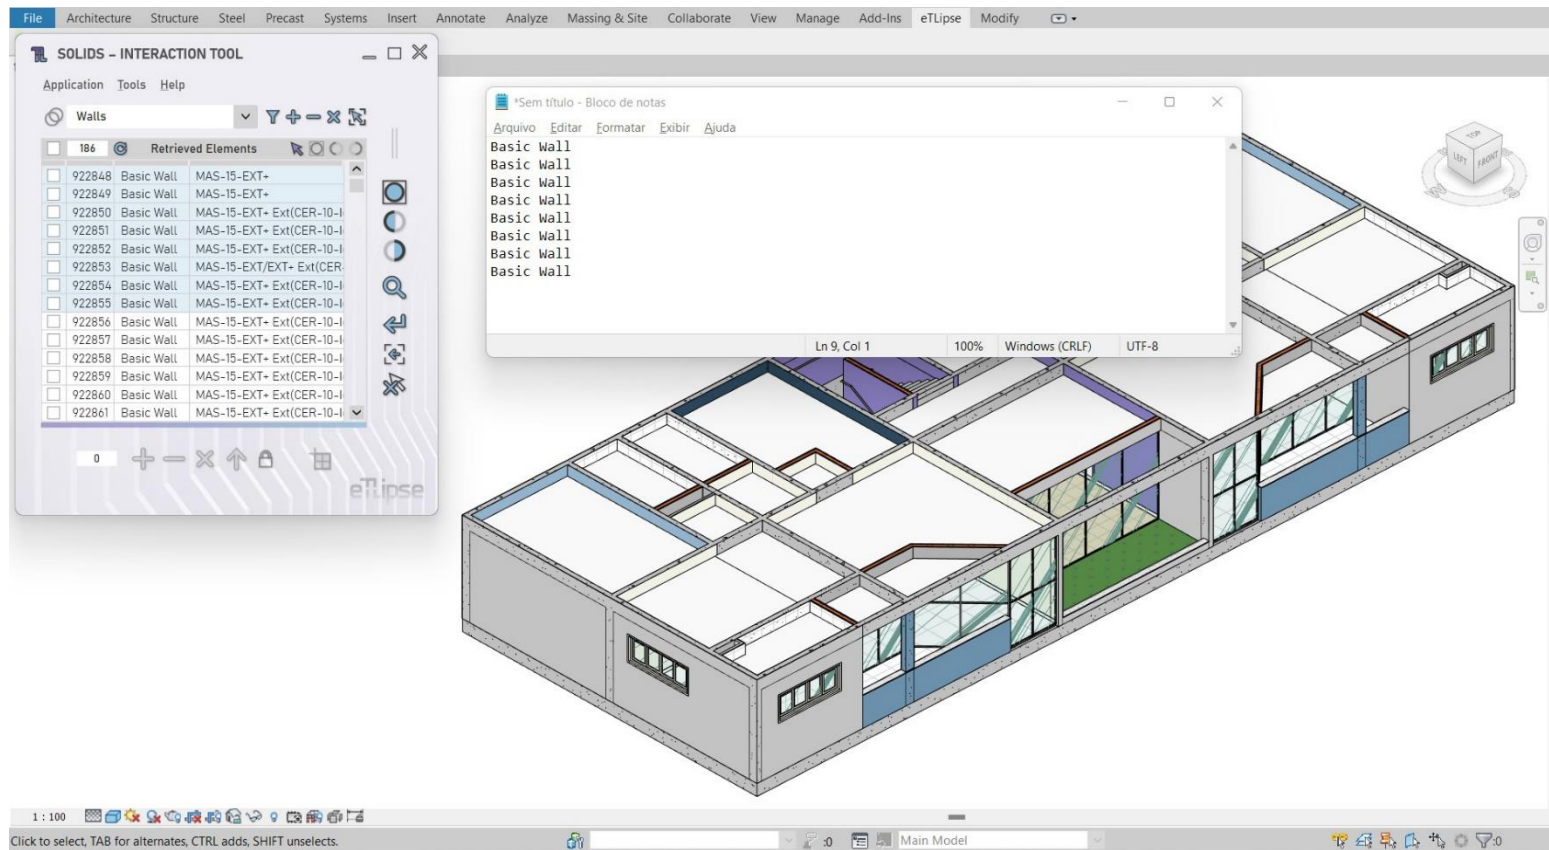 File Architecture Structure Steel Precast Systems Insert Annotate Analyze Massing & Site Collaborate View Manage Add-Ins eTLipse Modify
SOLIDS - INTERACTION TOOL
Application Tools Help
Walls
186 Retrieved Elements
922848 Basic Wall MAS-15-EXT+
922849 Basic Wall MAS-15-EXT+
922850 Basic Wall MAS-15-EXT+ Ext(CER-10-I
922851 Basic Wall MAS-15-EXT+ Ext(CER-10-I
922852 Basic Wall MAS-15-EXT+ Ext(CER-10-I
922853 Basic Wall MAS-15-EXT/EXT+ Ext(CER-
922854 Basic Wall MAS-15-EXT+ Ext(CER-10-I
922855 Basic Wall MAS-15-EXT+ Ext(CER-10-I
922856 Basic Wall MAS-15-EXT+ Ext(CER-10-I
922857 Basic Wall MAS-15-EXT+ Ext(CER-10-I
922858 Basic Wall MAS-15-EXT+ Ext(CER-10-I
922859 Basic Wall MAS-15-EXT+ Ext(CER-10-I
922860 Basic Wall MAS-15-EXT+ Ext(CER-10-I
922861 Basic Wall MAS-15-EXT+ Ext(CER-10-I
0
eTLipse
*Sem título - Bloco de notas
Arquivo Editar Formatar Exibir Ajuda
Basic Wall
Basic Wall
Basic Wall
Basic Wall
Basic Wall
Basic Wall
Basic Wall
Basic Wall
Ln 9, Col 1 100% Windows (CRLF) UTF-8
TOP
LEFT FRONT
1 : 100
Click to select, TAB for alternates, CTRL adds, SHIFT unselects. :0 Main Model :0